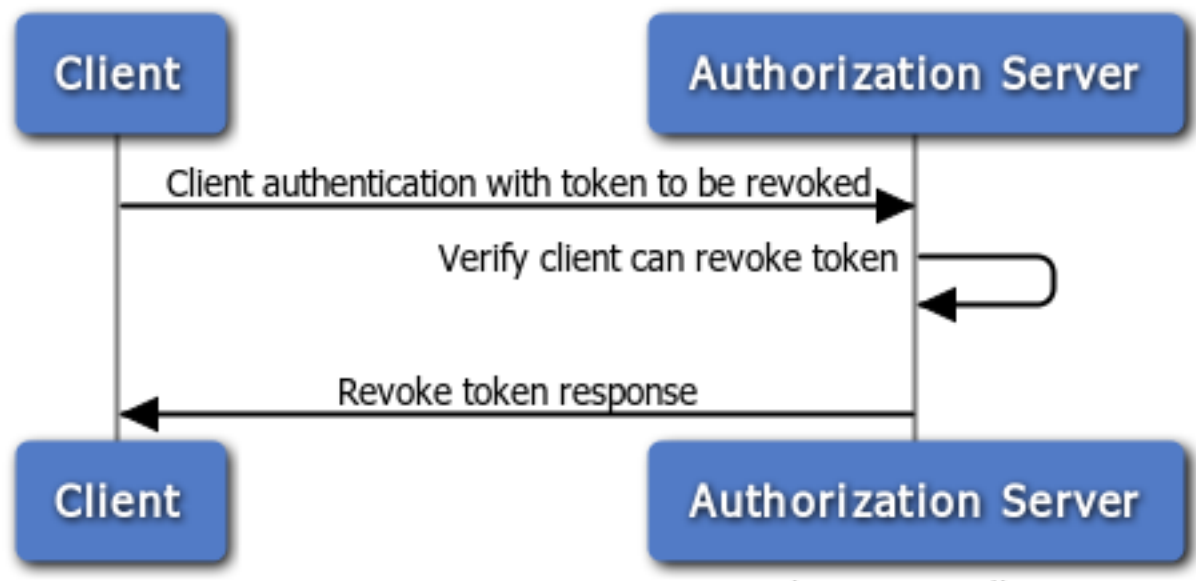 Client
Authorization Server
Client authentication with token to be revoked
Verify client can revoke token
Revoke token response
Client
Authorization Server